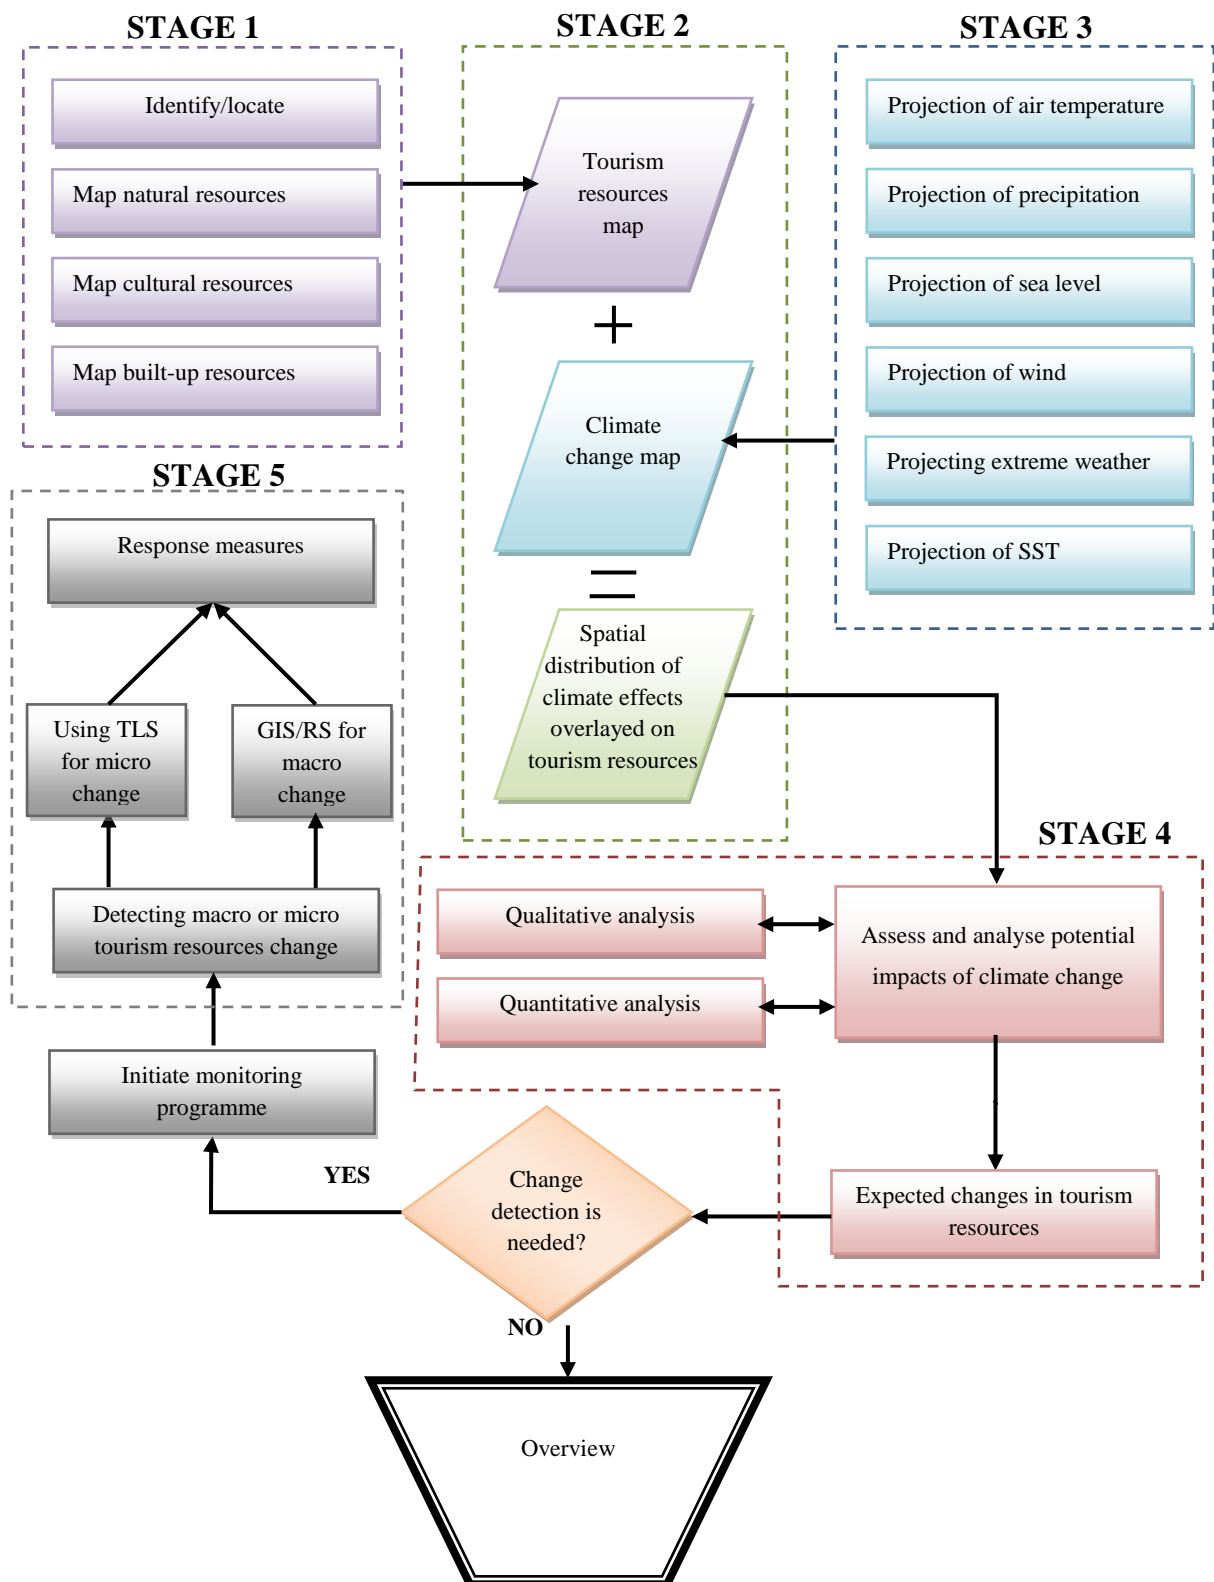 STAGE 1
Identify/locate
Map natural resources
Map cultural resources
Map built-up resources
STAGE 2
Tourism
resources
map
+
Climate
change map
=
Spatial
distribution of
climate effects
overlayed on
tourism resources
STAGE 3
Projection of air temperature
Projection of precipitation
Projection of sea level
Projection of wind
Projecting extreme weather
Projection of SST
STAGE 4
Qualitative analysis
Quantitative analysis
Assess and analyse potential
impacts of climate change
Expected changes in tourism
resources
Change
detection is
needed?
YES
NO
Overview
STAGE 5
Response measures
Using TLS
for micro
change
GIS/RS for
macro
change
Detecting macro or micro
tourism resources change
Initiate monitoring
programme